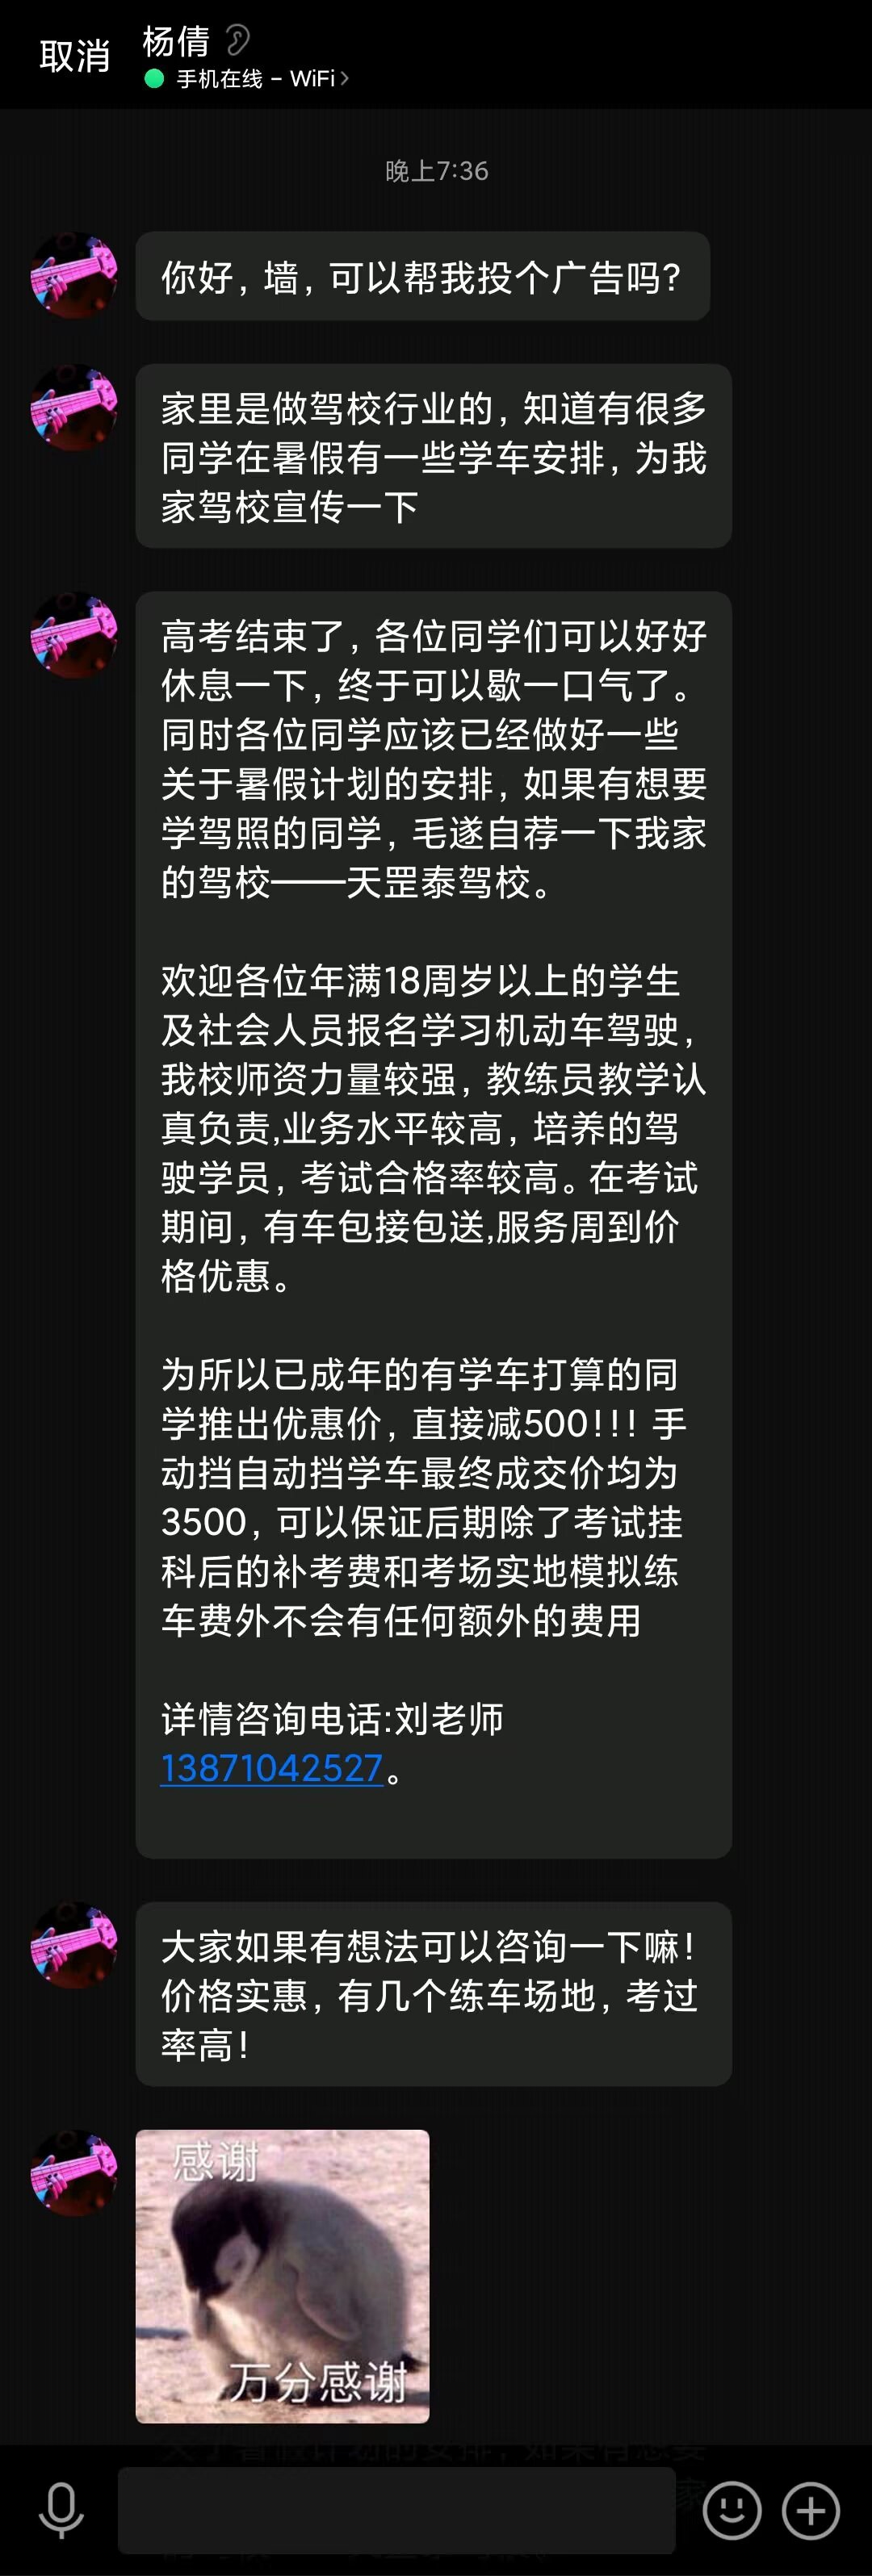 取消
杨倩
手机在线 – WiFi
晚上7:36
你好，墙，可以帮我投个广告吗?
家里是做驾校行业的，知道有很多
同学在暑假有一些学车安排，为我
家驾校宣传一下
高考结束了，各位同学们可以好好
休息一下，终于可以歇一口气了。
同时各位同学应该已经做好一些
关于暑假计划的安排，如果有想要
学驾照的同学，毛遂自荐一下我家
的驾校——天罡泰驾校。
欢迎各位年满18周岁以上的学生
及社会人员报名学习机动车驾驶，
我校师资力量较强，教练员教学认
真负责,业务水平较高，培养的驾
驶学员，考试合格率较高。在考试
期间，有车包接包送,服务周到价
格优惠。
为所以已成年的有学车打算的同
学推出优惠价，直接减500!!! 手
动挡自动挡学车最终成交价均为
3500，可以保证后期除了考试挂
科后的补考费和考场实地模拟练
车费外不会有任何额外的费用
详情咨询电话:刘老师
13871042527。
大家如果有想法可以咨询一下嘛!
价格实惠，有几个练车场地，考过
率高!
感谢
万分感谢
关于暑假计划的安排，如果有想要
家